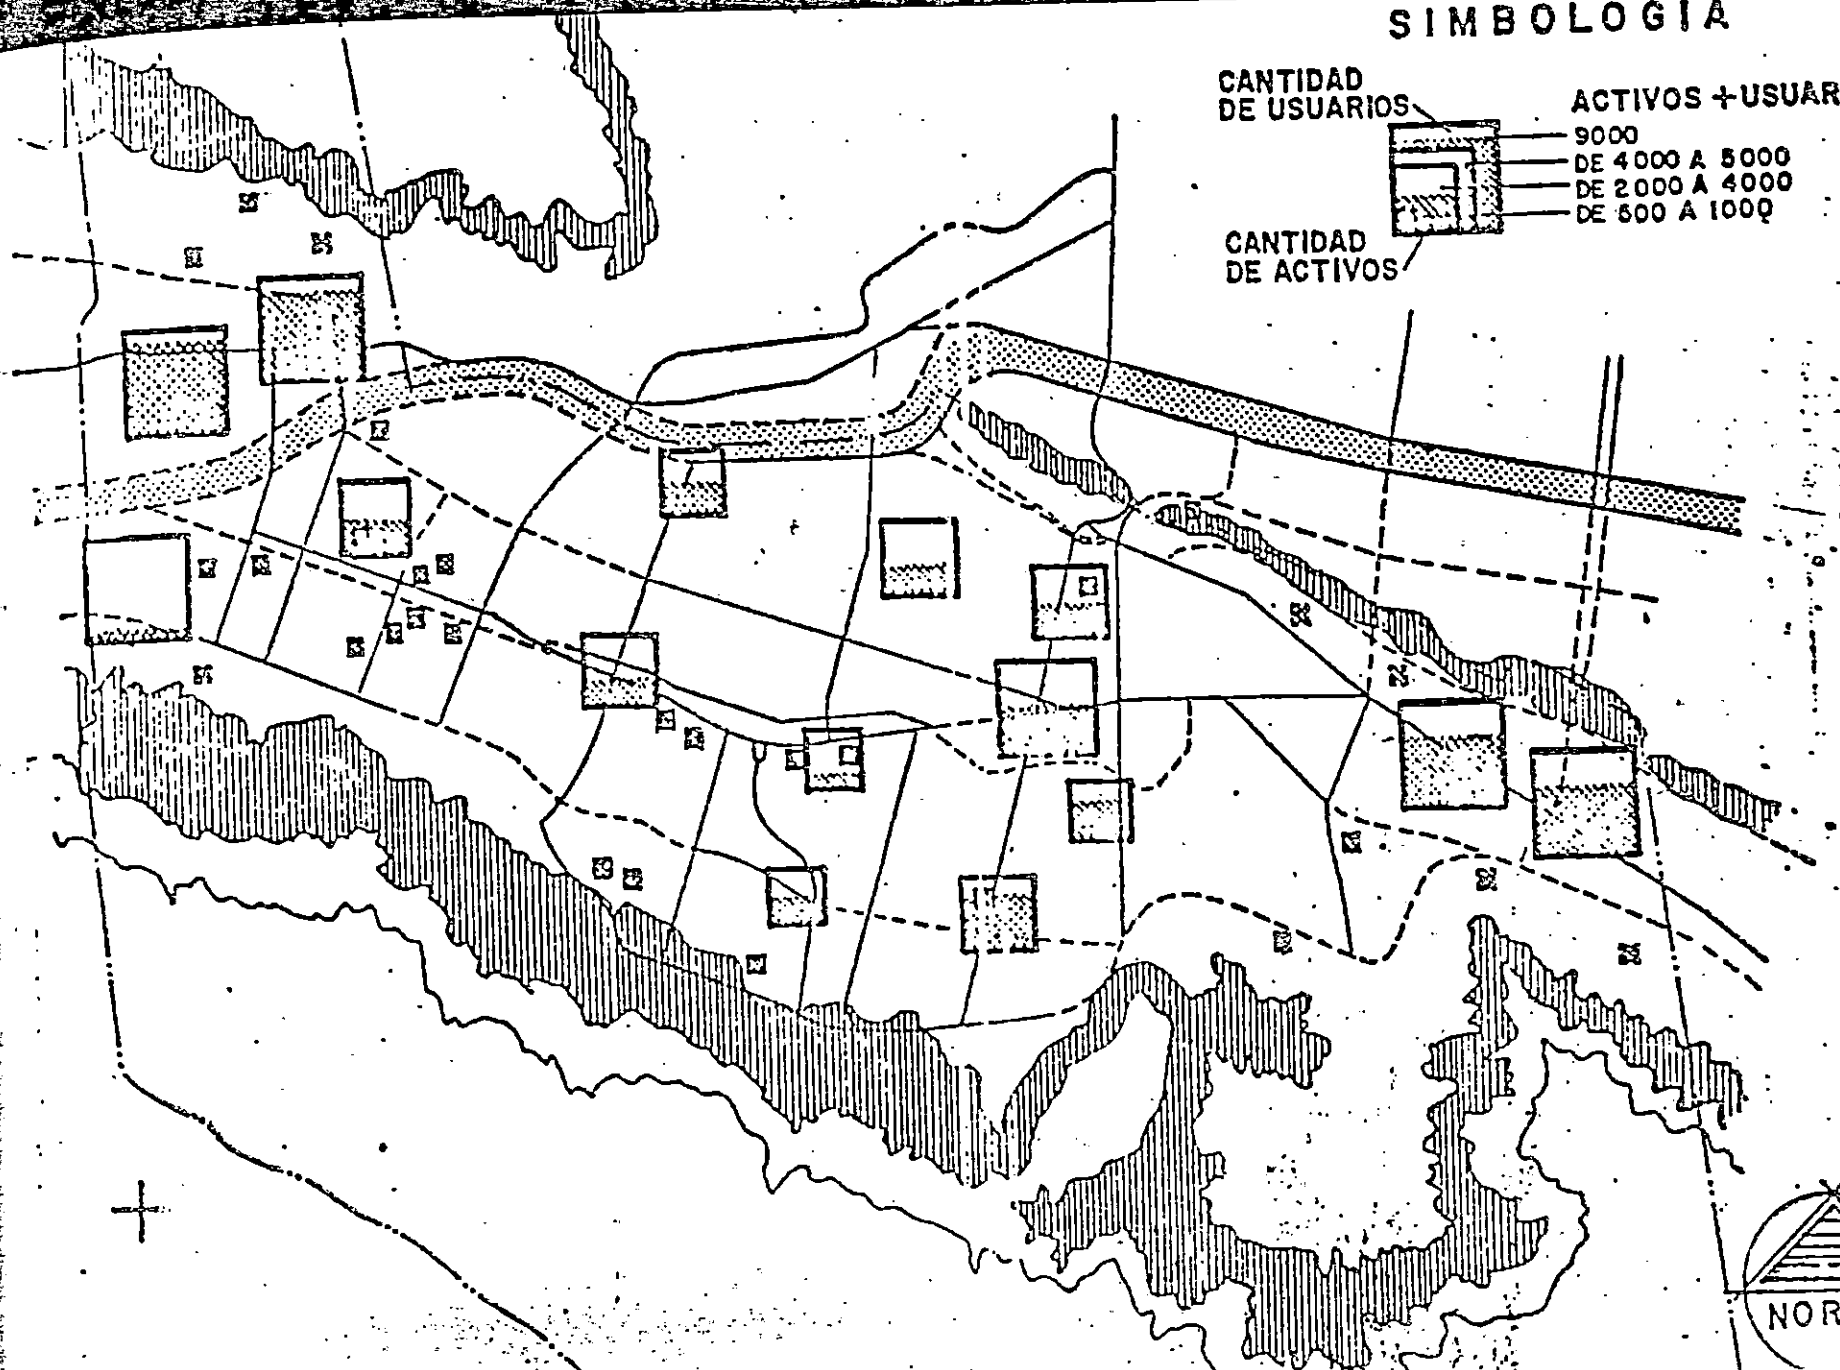 SIMBOLOGIA
CANTIDAD
DE USUARIOS
ACTIVOS + USUAR
9000
DE 4000 A 5000
DE 2000 A 4000
DE 500 A 1000
CANTIDAD
DE ACTIVOS
NOR